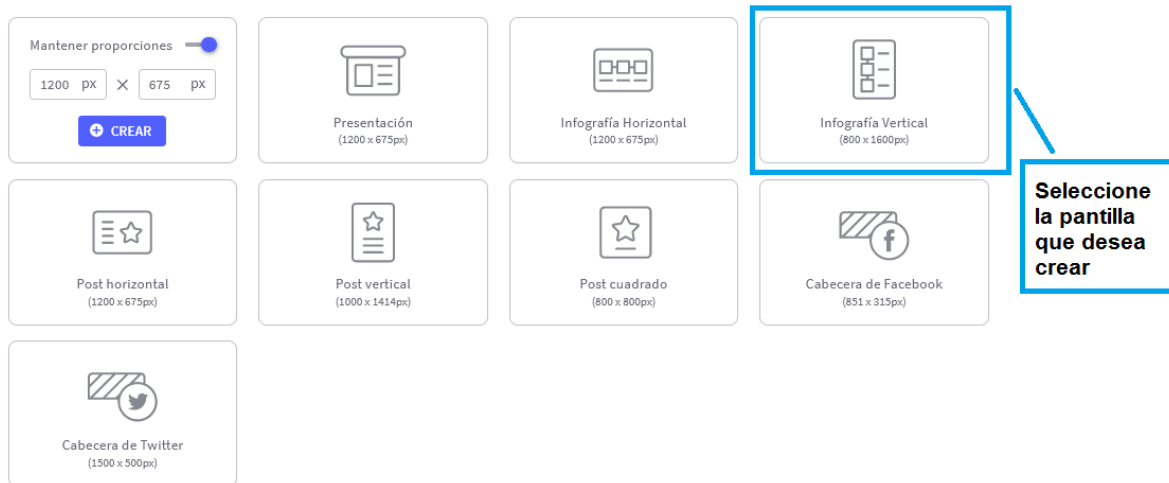 Mantener proporciones
1200 px × 675 px
CREAR
Presentación
(1200 x 675px)
Infografía Horizontal
(1200 x 675px)
Infografía Vertical
(800 x 1600px)
Seleccione
la pantilla
que desea
crear
Post horizontal
(1200 x 675px)
Post vertical
(1000 x 1414px)
Post cuadrado
(800 x 800px)
Cabecera de Facebook
(851 x 315px)
Cabecera de Twitter
(1500 x 500px)